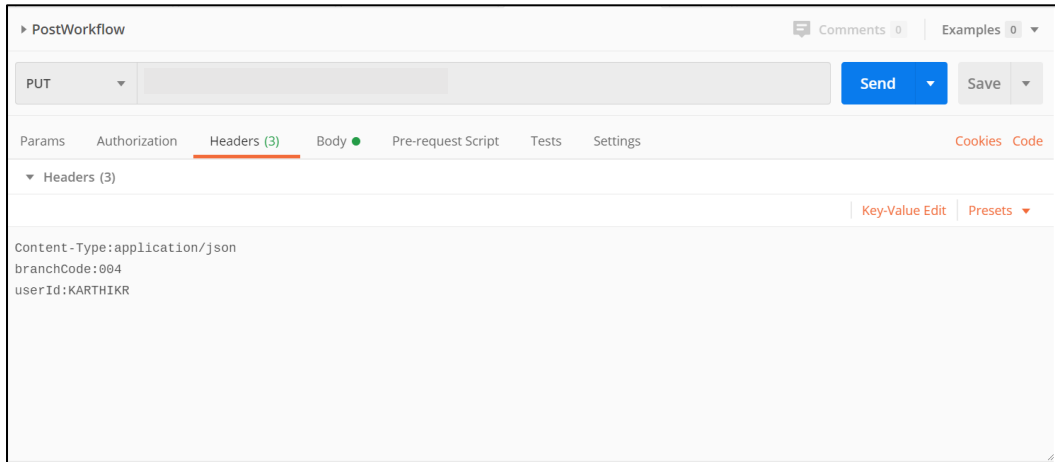 PostWorkflow Comments 0 Examples 0
PUT Send Save
Params Authorization Headers (3) Body Pre-request Script Tests Settings Cookies Code
Headers (3)
Key-Value Edit Presets
Content-Type:application/json
branchCode:004
userId:KARTHIKR